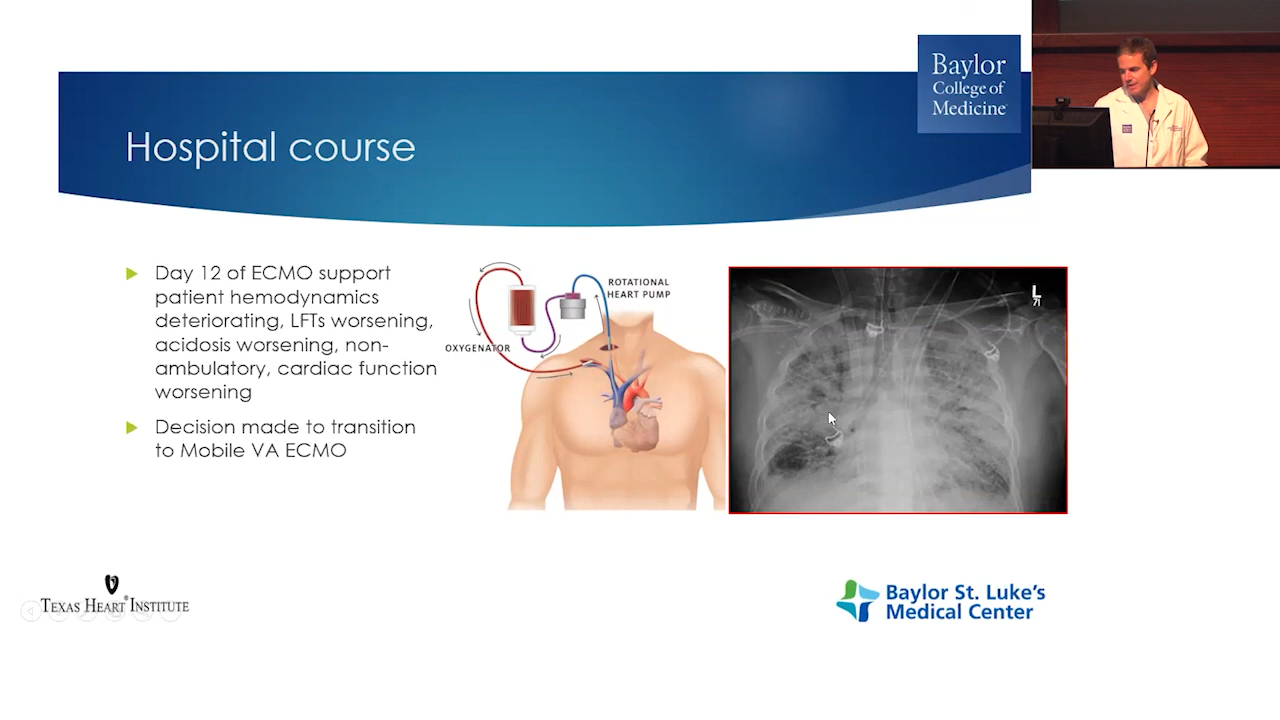 Baylor
College of
Medicine
Hospital course
Day 12 of ECMO support
patient hemodynamics
deteriorating, LFTs worsening,
acidosis worsening, non-
ambulatory, cardiac function
worsening
Decision made to transition
to Mobile VA ECMO
ROTATIONAL
HEART PUMP
OXYGENATOR
L
TEXAS HEART® INSTITUTE
Baylor St. Luke's
Medical Center